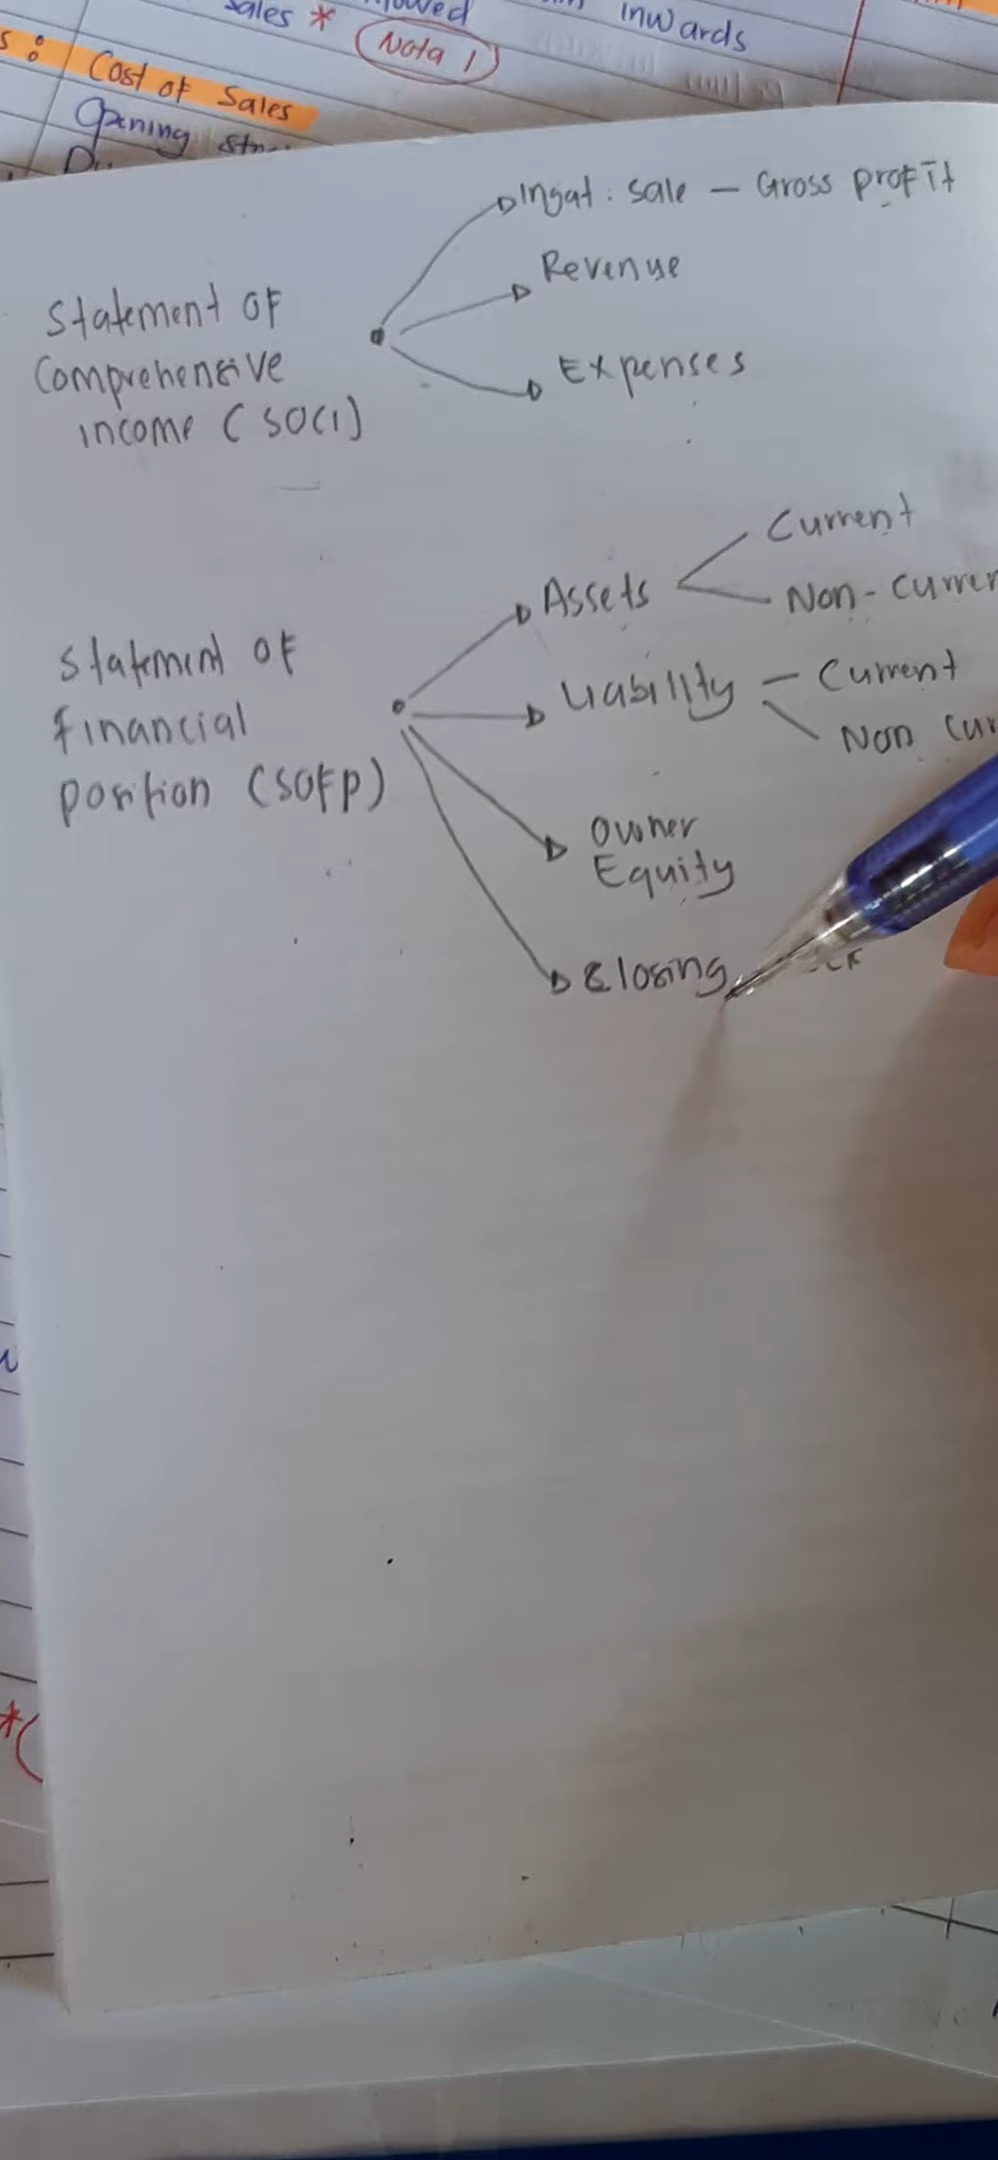 sales *
Nota 1
inwards
s :
Cost of Sales
Opening
Ingat : sale - Gross profit
Revenue
Expenses
Statement of
Comprehensive
income (SOCI)
Assets
Current
Non-curren
Liability - Current
Non cur
Statement of
financial
position (SOFP)
Owner
Equity
Closing
*(